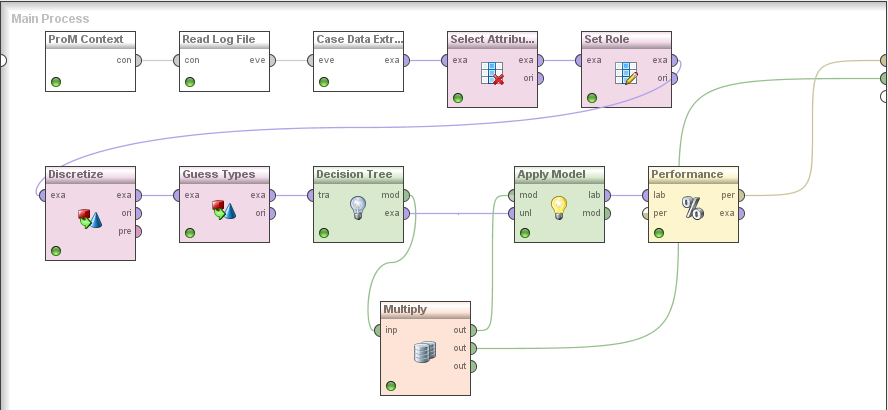 Main Process
ProM Context
con
Read Log File
con eve
Case Data Extr...
eve exa
Select Attribu...
exa exa
ori
Set Role
exa exa
ori
Discretize
exa exa
ori
pre
Guess Types
exa exa
ori
Decision Tree
tra mod
exa
Apply Model
mod lab
unl mod
Performance
lab per
per exa
%
Multiply
inp out
out
out